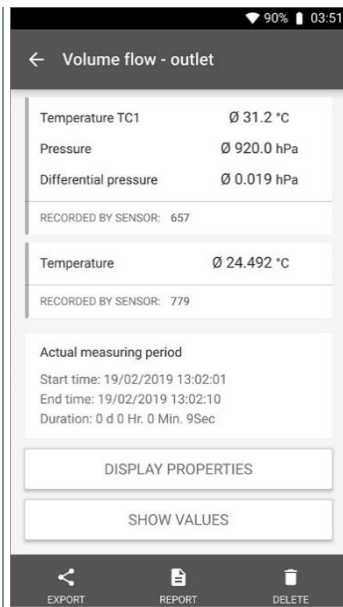 90% 03:51
Volume flow - outlet
Temperature TC1 Ø 31.2 °C
Pressure Ø 920.0 hPa
Differential pressure Ø 0.019 hPa
RECORDED BY SENSOR: 657
Temperature Ø 24.492 °C
RECORDED BY SENSOR: 779
Actual measuring period
Start time: 19/02/2019 13:02:01
End time: 19/02/2019 13:02:10
Duration: 0 d 0 Hr. 0 Min. 9Sec
DISPLAY PROPERTIES
SHOW VALUES
EXPORT REPORT DELETE